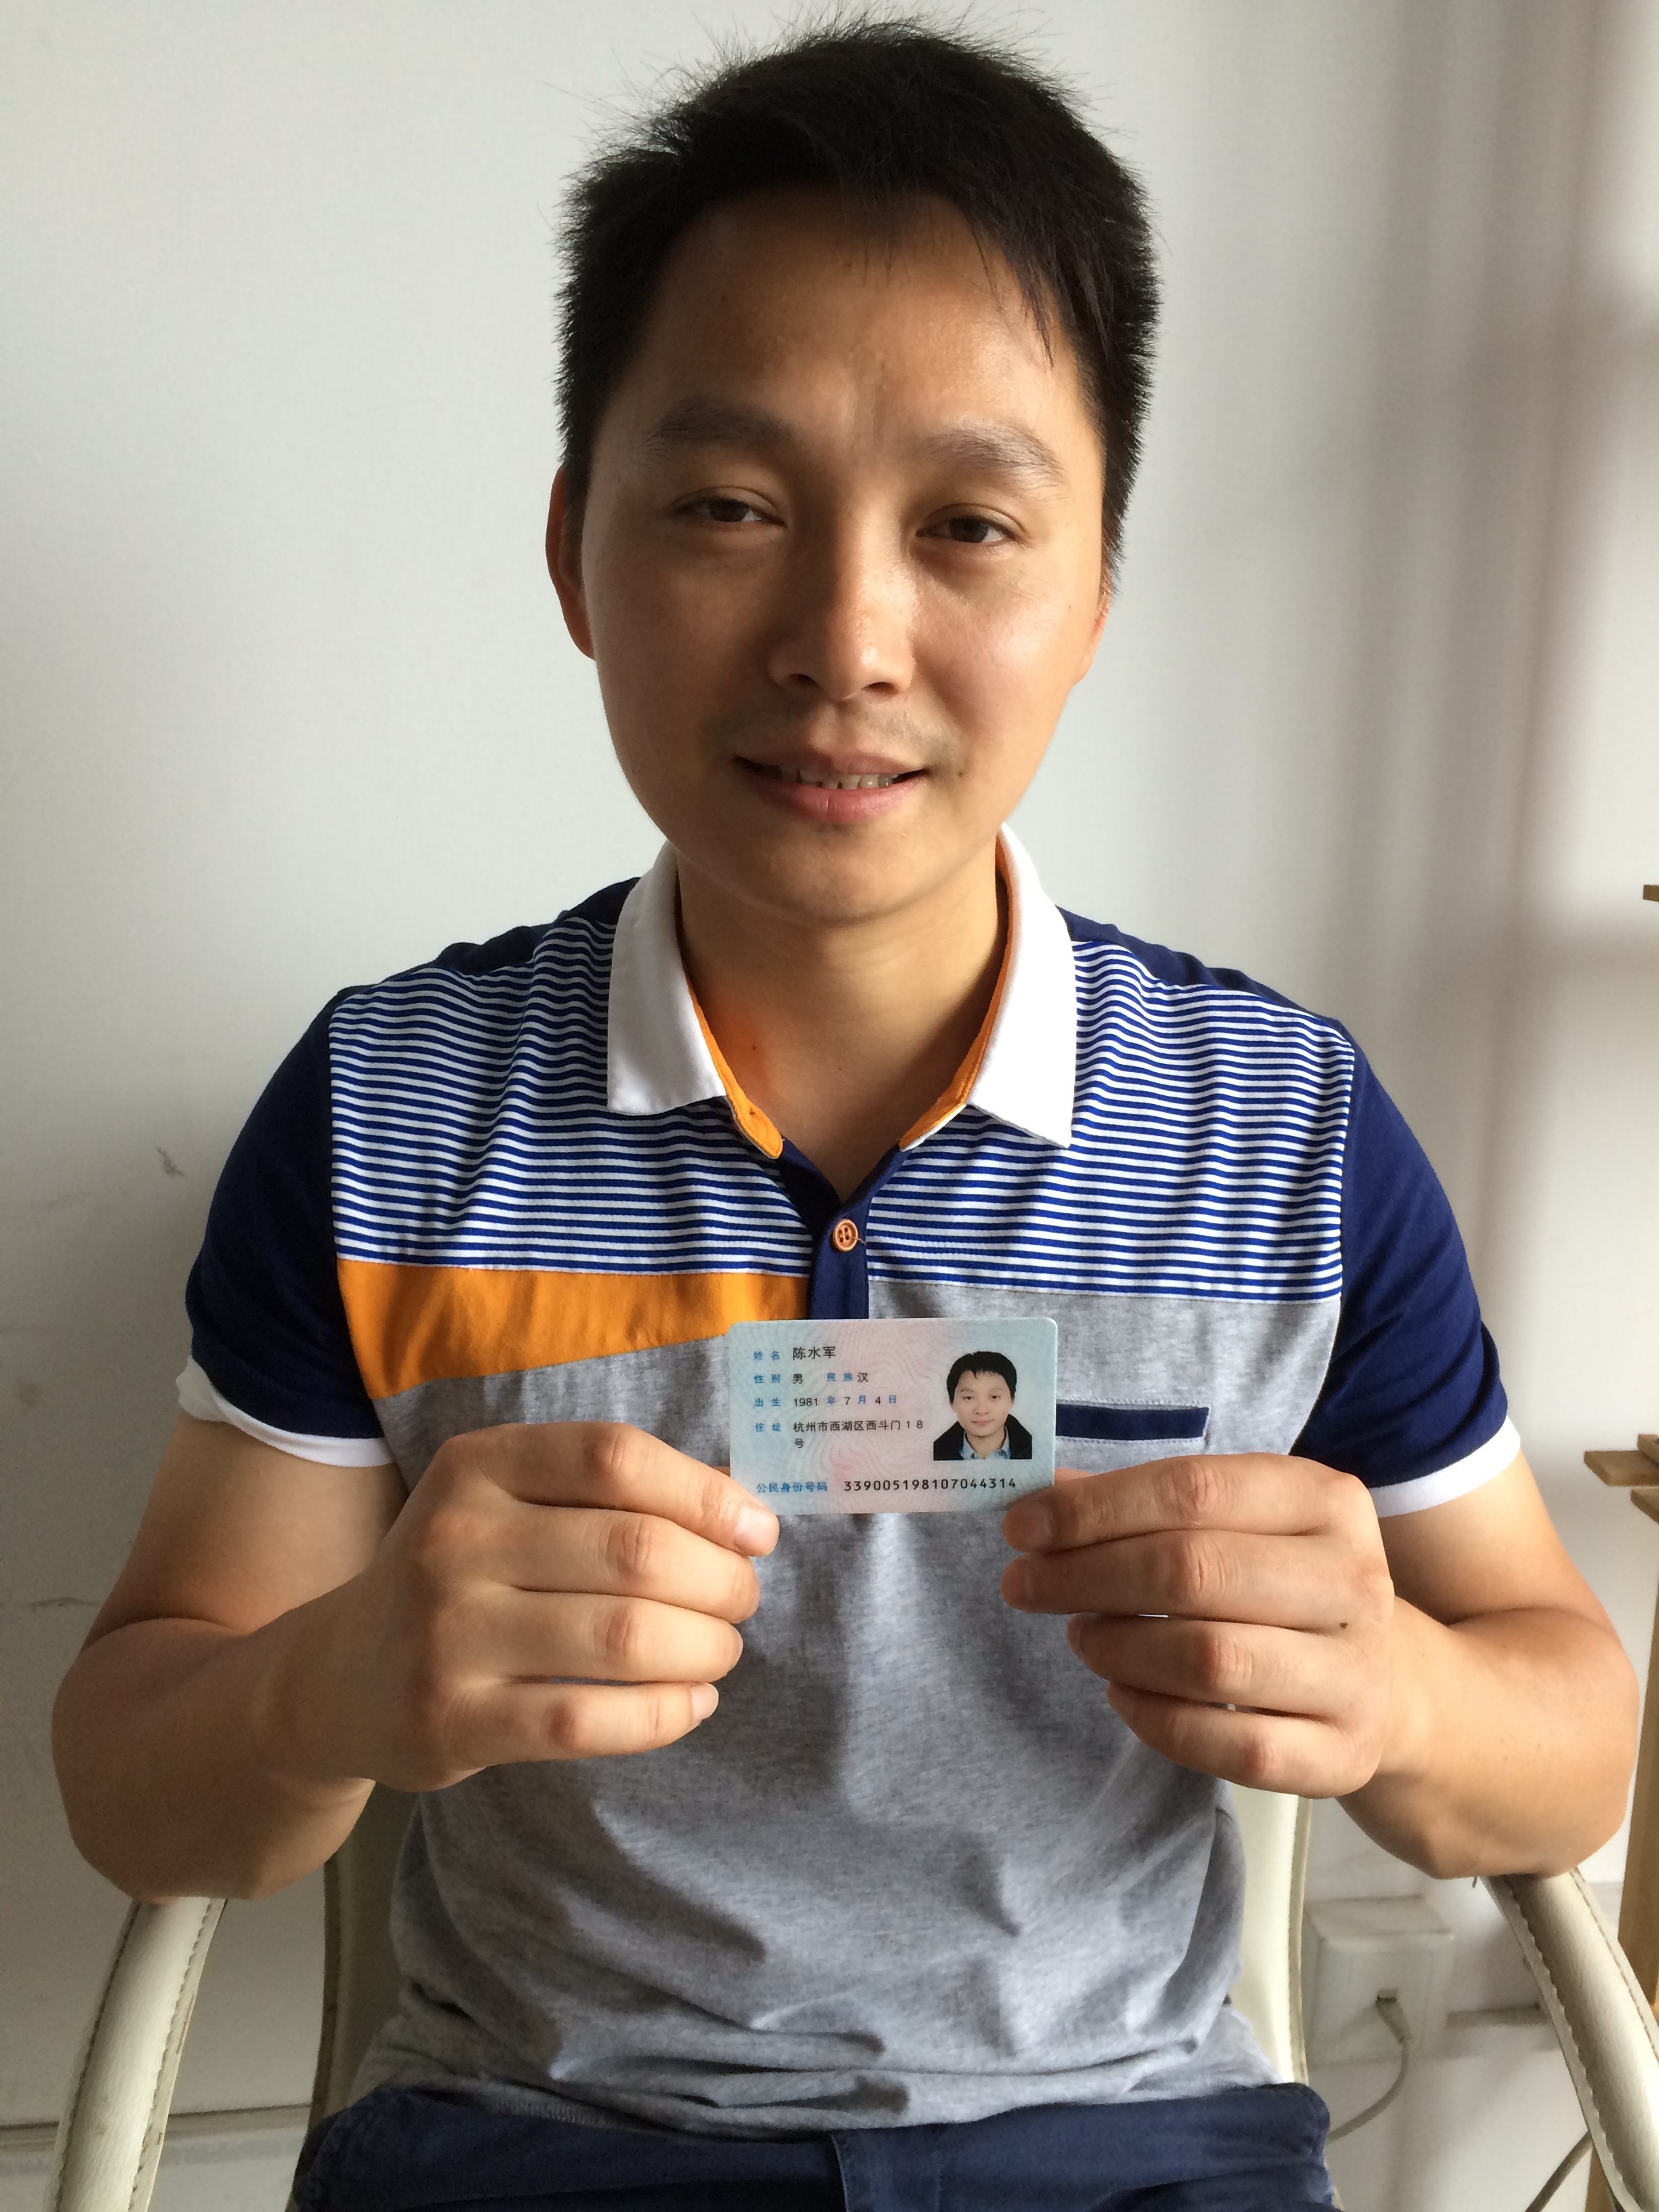 姓名 陈水军
性别 男 民族 汉
出生 1981 年 7 月 4 日
住址 杭州市西湖区西斗门18
号
公民身份号码 339005198107044314